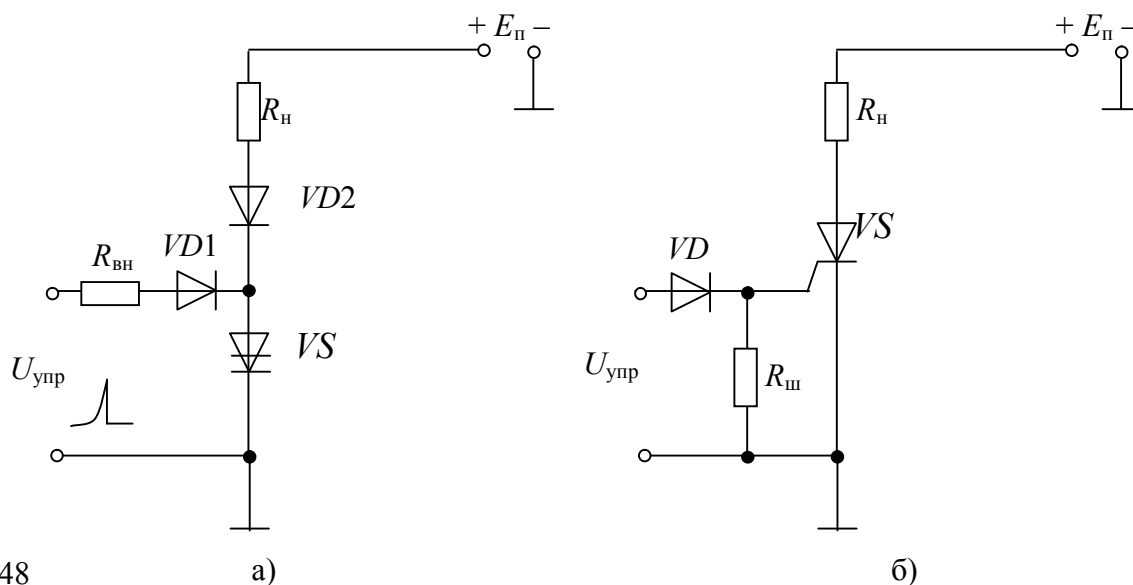 + Eп –
Rн
VD2
VD1
Rвн
VS
Uупр
+ Eп –
Rн
VS
VD
Rш
Uупр
48
а)
б)